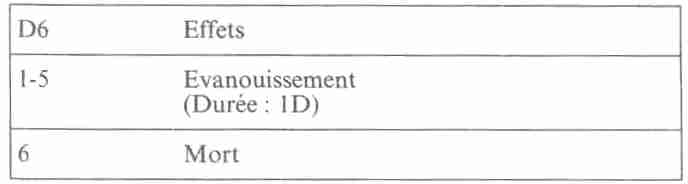 D6 Effets
1-5 Evanouissement
(Durée : 1D)
6 Mort